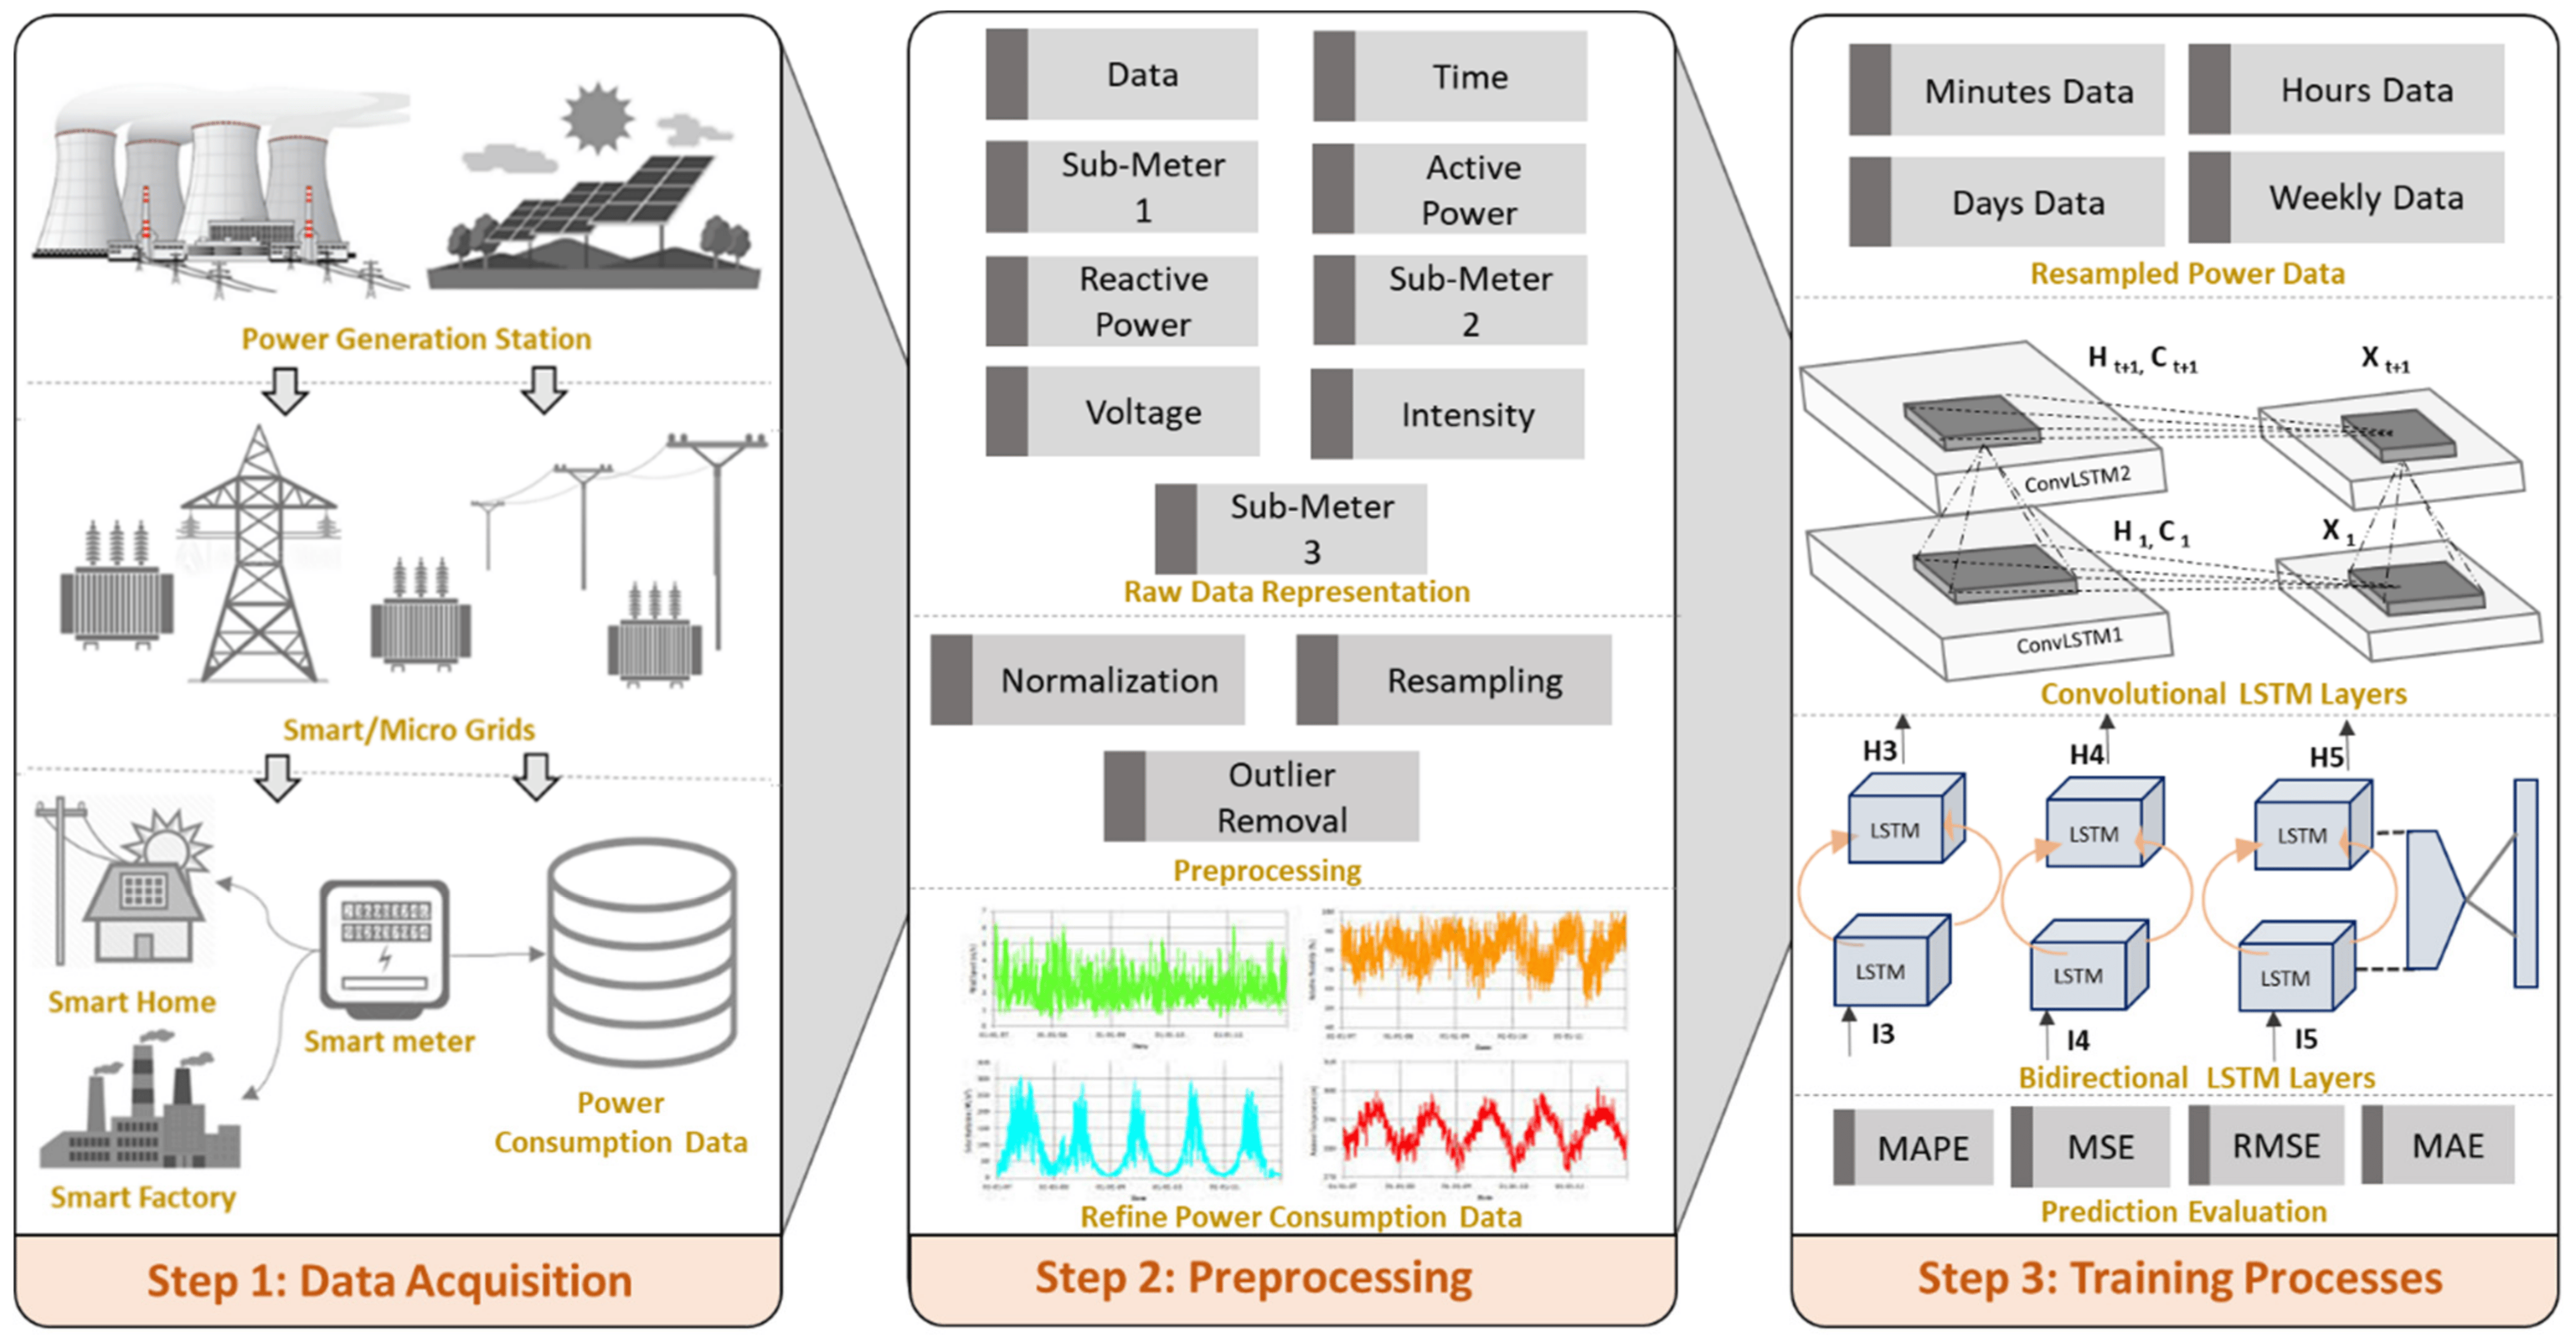 Power Generation Station
Smart/Micro Grids
Smart Home
Smart meter
Smart Factory
Power
Consumption Data
Step 1: Data Acquisition
Data
Time
Sub-Meter
1
Active
Power
Reactive
Power
Sub-Meter
2
Voltage
Intensity
Sub-Meter
3
Raw Data Representation
Normalization
Resampling
Outlier
Removal
Preprocessing
Refine Power Consumption Data
Step 2: Preprocessing
Minutes Data
Hours Data
Days Data
Weekly Data
Resampled Power Data
H t+1, C t+1
X t+1
ConvLSTM2
H 1, C 1
X 1
ConvLSTM1
Convolutional LSTM Layers
H3
H4
H5
LSTM
LSTM
LSTM
LSTM
LSTM
LSTM
I3
I4
I5
Bidirectional LSTM Layers
MAPE
MSE
RMSE
MAE
Prediction Evaluation
Step 3: Training Processes